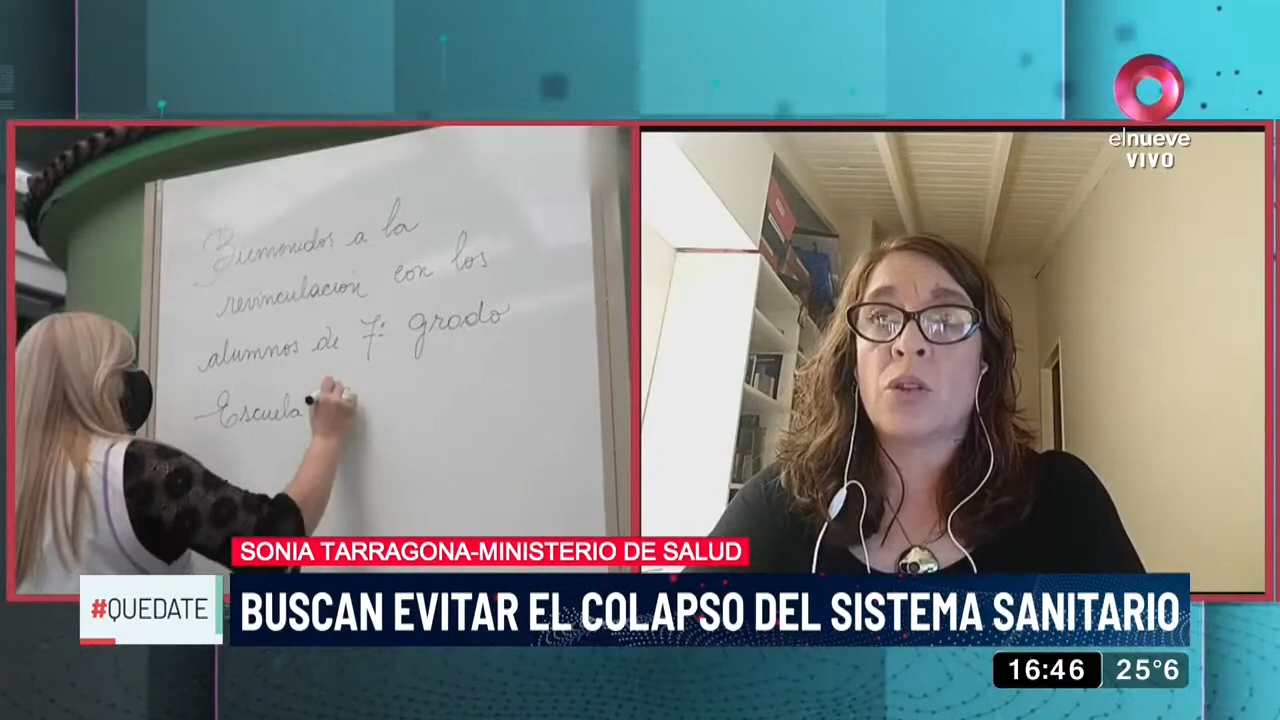 elnueve
VIVO
Bienvenidos a la
revinculación con los
alumnos de 7º grado
Escuela
SONIA TARRAGONA-MINISTERIO DE SALUD
#QUEDATE
BUSCAN EVITAR EL COLAPSO DEL SISTEMA SANITARIO
16:46 25°6